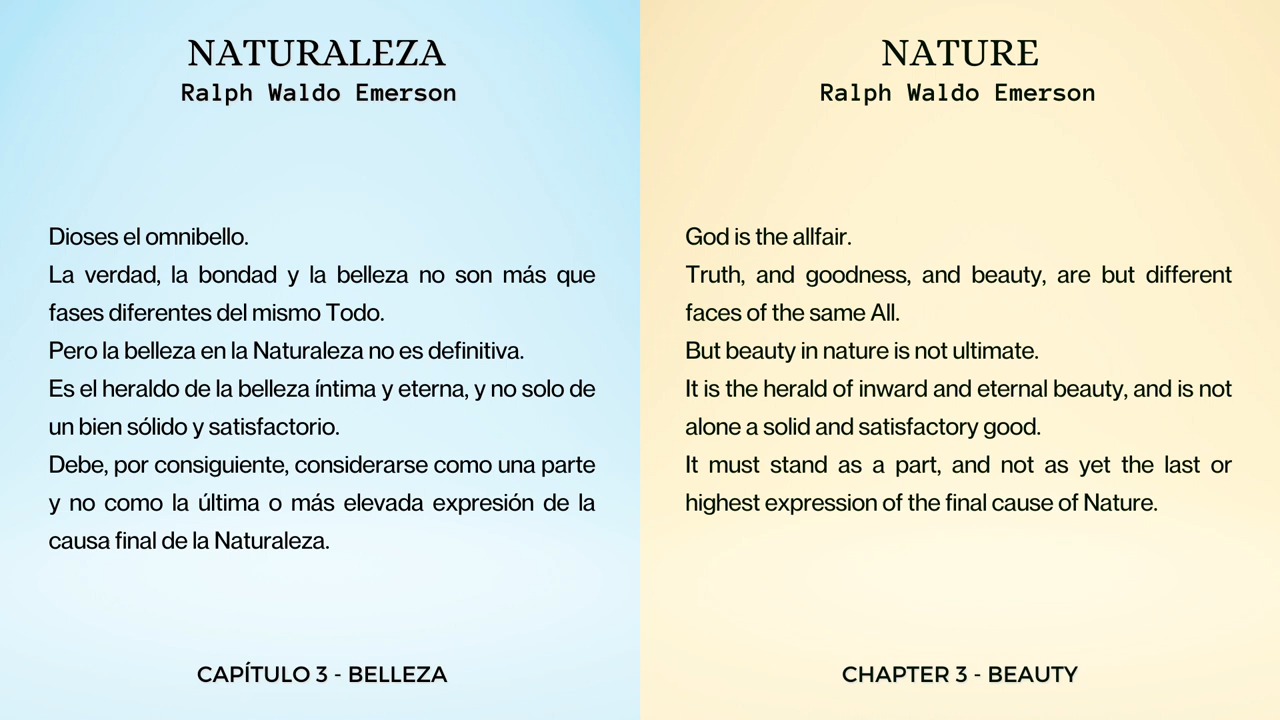 NATURALEZA
Ralph Waldo Emerson
Dioses el omnibello.
La verdad, la bondad y la belleza no son más que
fases diferentes del mismo Todo.
Pero la belleza en la Naturaleza no es definitiva.
Es el heraldo de la belleza íntima y eterna, y no solo de
un bien sólido y satisfactorio.
Debe, por consiguiente, considerarse como una parte
y no como la última o más elevada expresión de la
causa final de la Naturaleza.
CAPÍTULO 3 - BELLEZA
NATURE
Ralph Waldo Emerson
God is the allfair.
Truth, and goodness, and beauty, are but different
faces of the same All.
But beauty in nature is not ultimate.
It is the herald of inward and eternal beauty, and is not
alone a solid and satisfactory good.
It must stand as a part, and not as yet the last or
highest expression of the final cause of Nature.
CHAPTER 3 - BEAUTY